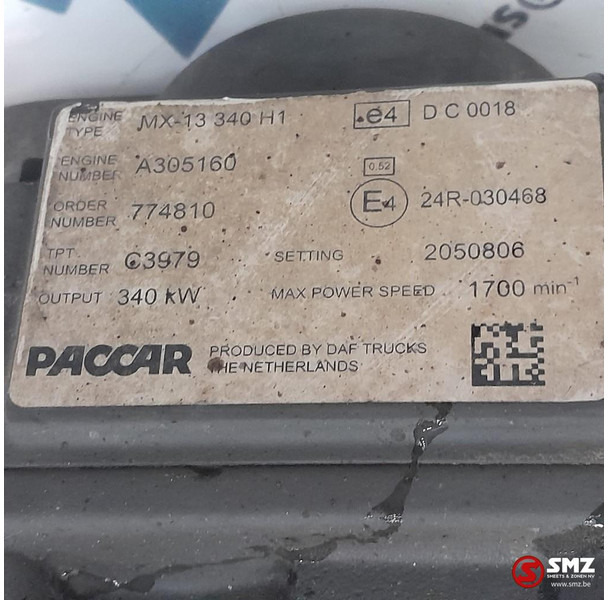 ENGINE TYPE MX-13 340 H1 e4 D C 0018
ENGINE NUMBER A305160 0.52
ORDER NUMBER 774810 E4 24R-030468
TPT NUMBER C3979 SETTING 2050806
OUTPUT 340 kW MAX POWER SPEED 1700 min-1
PACCAR PRODUCED BY DAF TRUCKS
THE NETHERLANDS
SMZ
SMEETS & ZONEN NV
www.smz.be